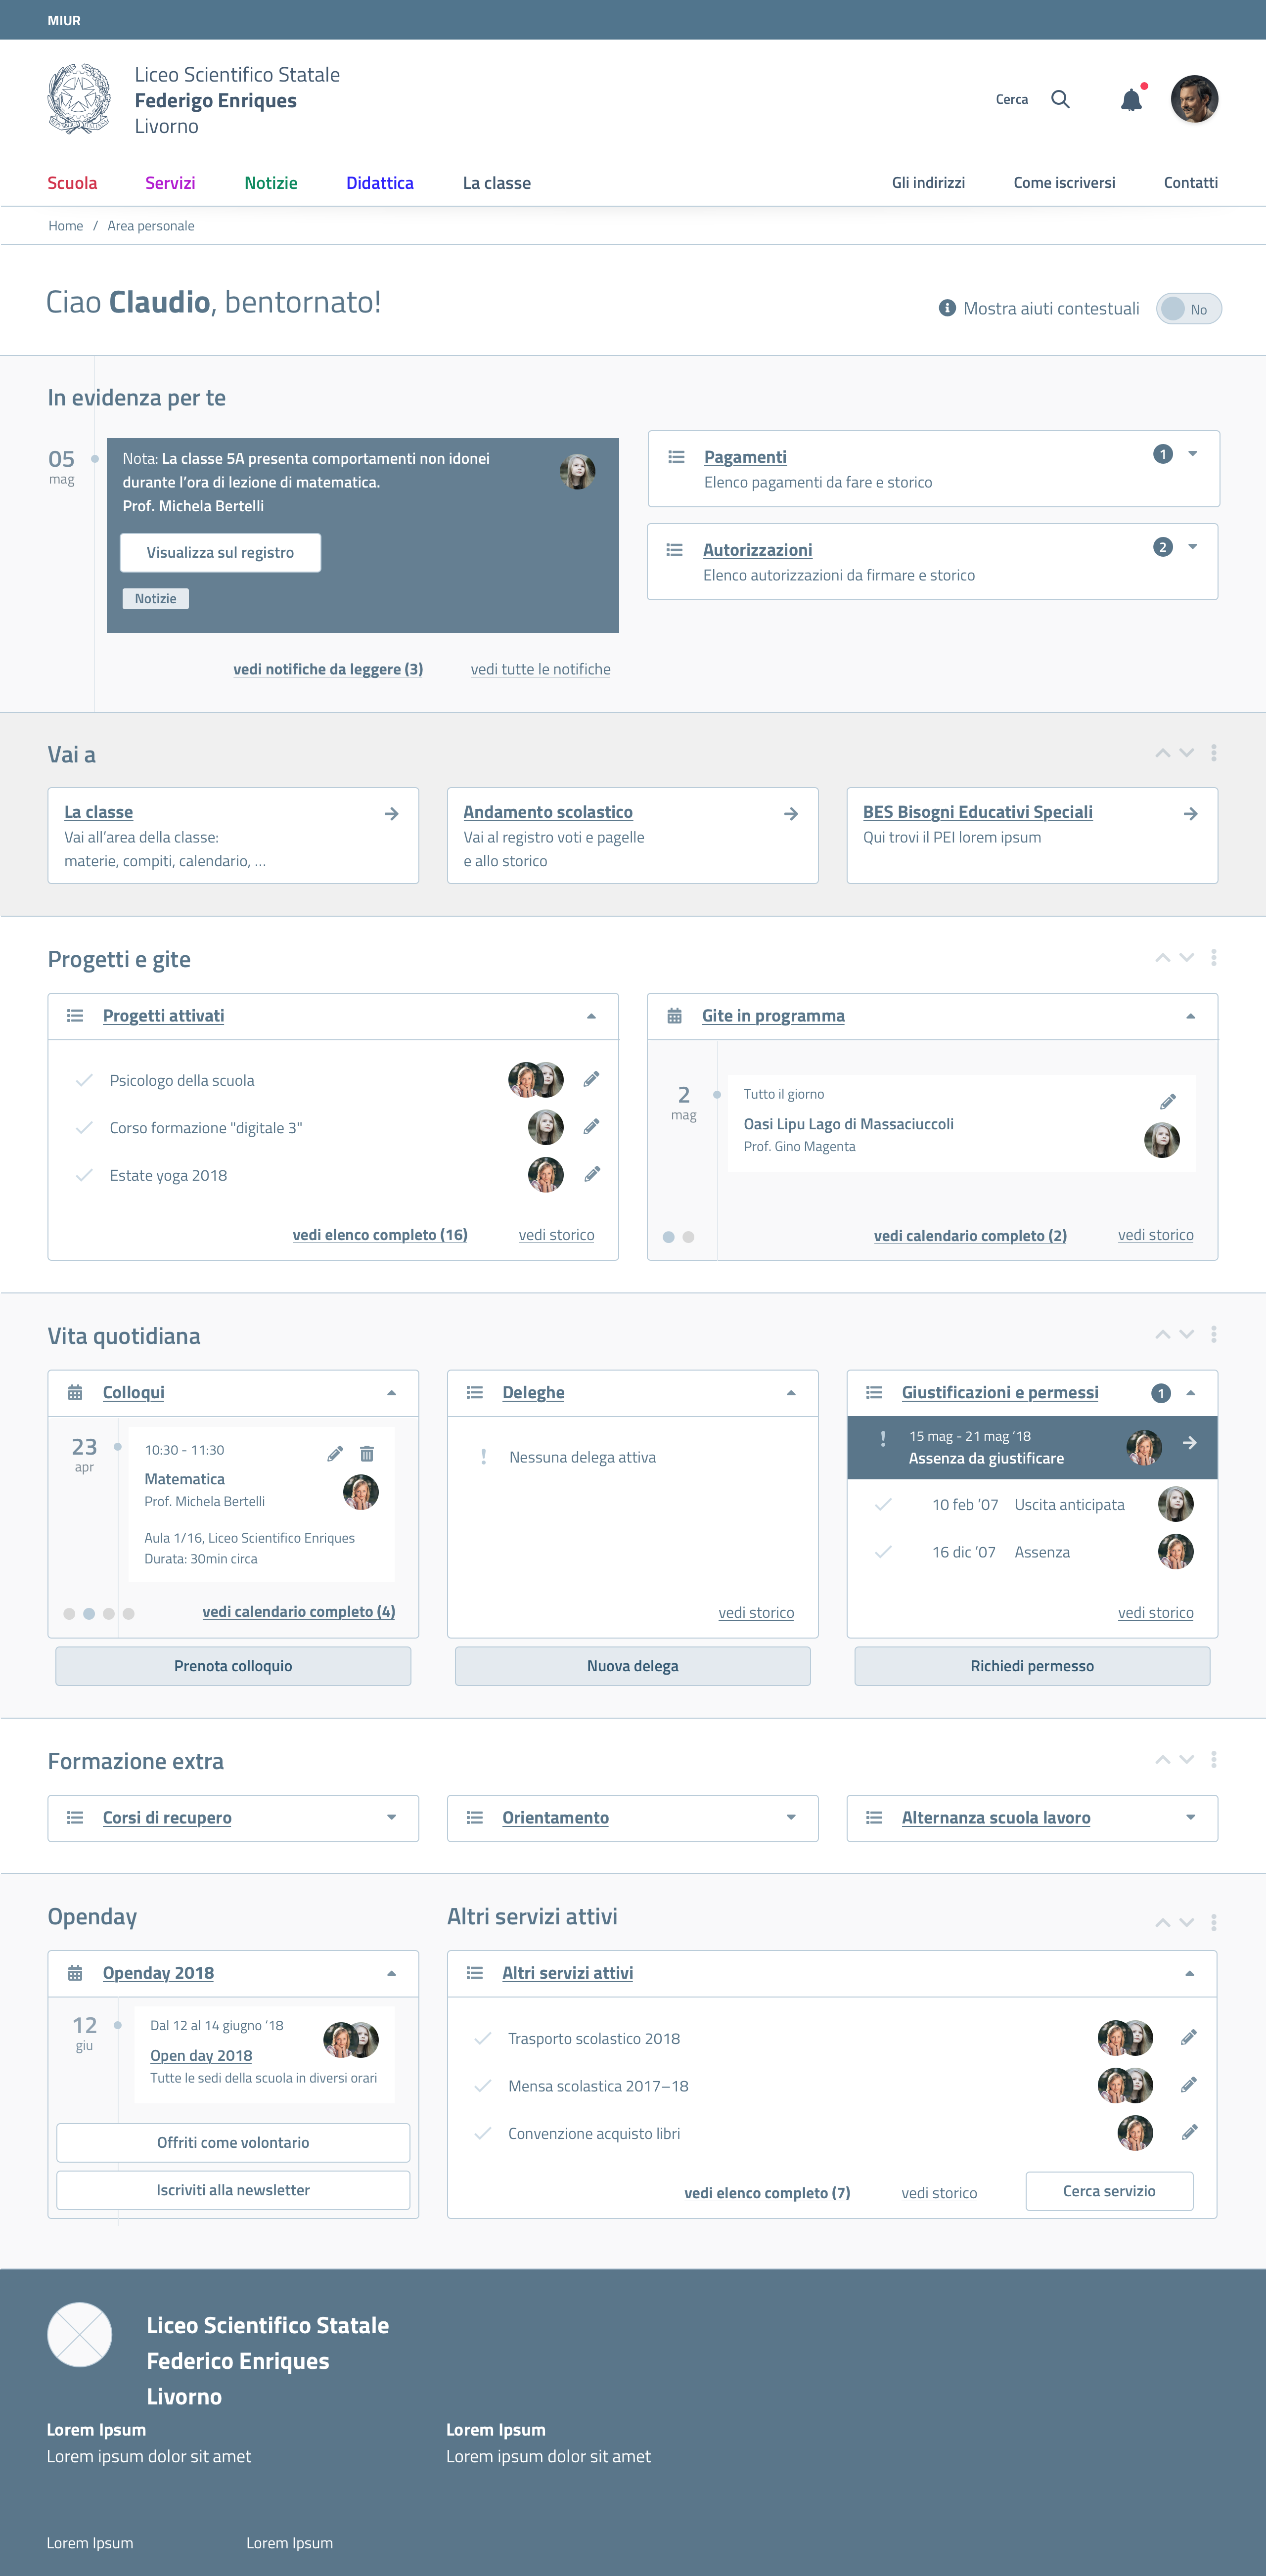 MIUR
Liceo Scientifico Statale
Federigo Enriques
Livorno
Cerca
Scuola
Servizi
Notizie
Didattica
La classe
Gli indirizzi
Come iscriversi
Contatti
Home / Area personale
Ciao Claudio, bentornato!
Mostra aiuti contestuali
No
In evidenza per te
05
mag
Nota: La classe 5A presenta comportamenti non idonei
durante l’ora di lezione di matematica.
Prof. Michela Bertelli
Visualizza sul registro
Notizie
vedi notifiche da leggere (3)
vedi tutte le notifiche
Pagamenti
1
Elenco pagamenti da fare e storico
Autorizzazioni
2
Elenco autorizzazioni da firmare e storico
Vai a
La classe
Vai all’area della classe:
materie, compiti, calendario, ...
Andamento scolastico
Vai al registro voti e pagelle
e allo storico
BES Bisogni Educativi Speciali
Qui trovi il PEI lorem ipsum
Progetti e gite
Progetti attivati
Psicologo della scuola
Corso formazione "digitale 3"
Estate yoga 2018
vedi elenco completo (16)
vedi storico
Gite in programma
2
mag
Tutto il giorno
Oasi Lipu Lago di Massaciuccoli
Prof. Gino Magenta
vedi calendario completo (2)
vedi storico
Vita quotidiana
Colloqui
23
apr
10:30 - 11:30
Matematica
Prof. Michela Bertelli
Aula 1/16, Liceo Scientifico Enriques
Durata: 30min circa
vedi calendario completo (4)
Prenota colloquio
Deleghe
Nessuna delega attiva
vedi storico
Nuova delega
Giustificazioni e permessi
1
15 mag - 21 mag ’18
Assenza da giustificare
10 feb ’07 Uscita anticipata
16 dic ’07 Assenza
vedi storico
Richiedi permesso
Formazione extra
Corsi di recupero
Orientamento
Alternanza scuola lavoro
Openday
Openday 2018
12
giu
Dal 12 al 14 giugno ’18
Open day 2018
Tutte le sedi della scuola in diversi orari
Offriti come volontario
Iscriviti alla newsletter
Altri servizi attivi
Altri servizi attivi
Trasporto scolastico 2018
Mensa scolastica 2017–18
Convenzione acquisto libri
vedi elenco completo (7)
vedi storico
Cerca servizio
Liceo Scientifico Statale
Federico Enriques
Livorno
Lorem Ipsum
Lorem ipsum dolor sit amet
Lorem Ipsum
Lorem ipsum dolor sit amet
Lorem Ipsum
Lorem Ipsum